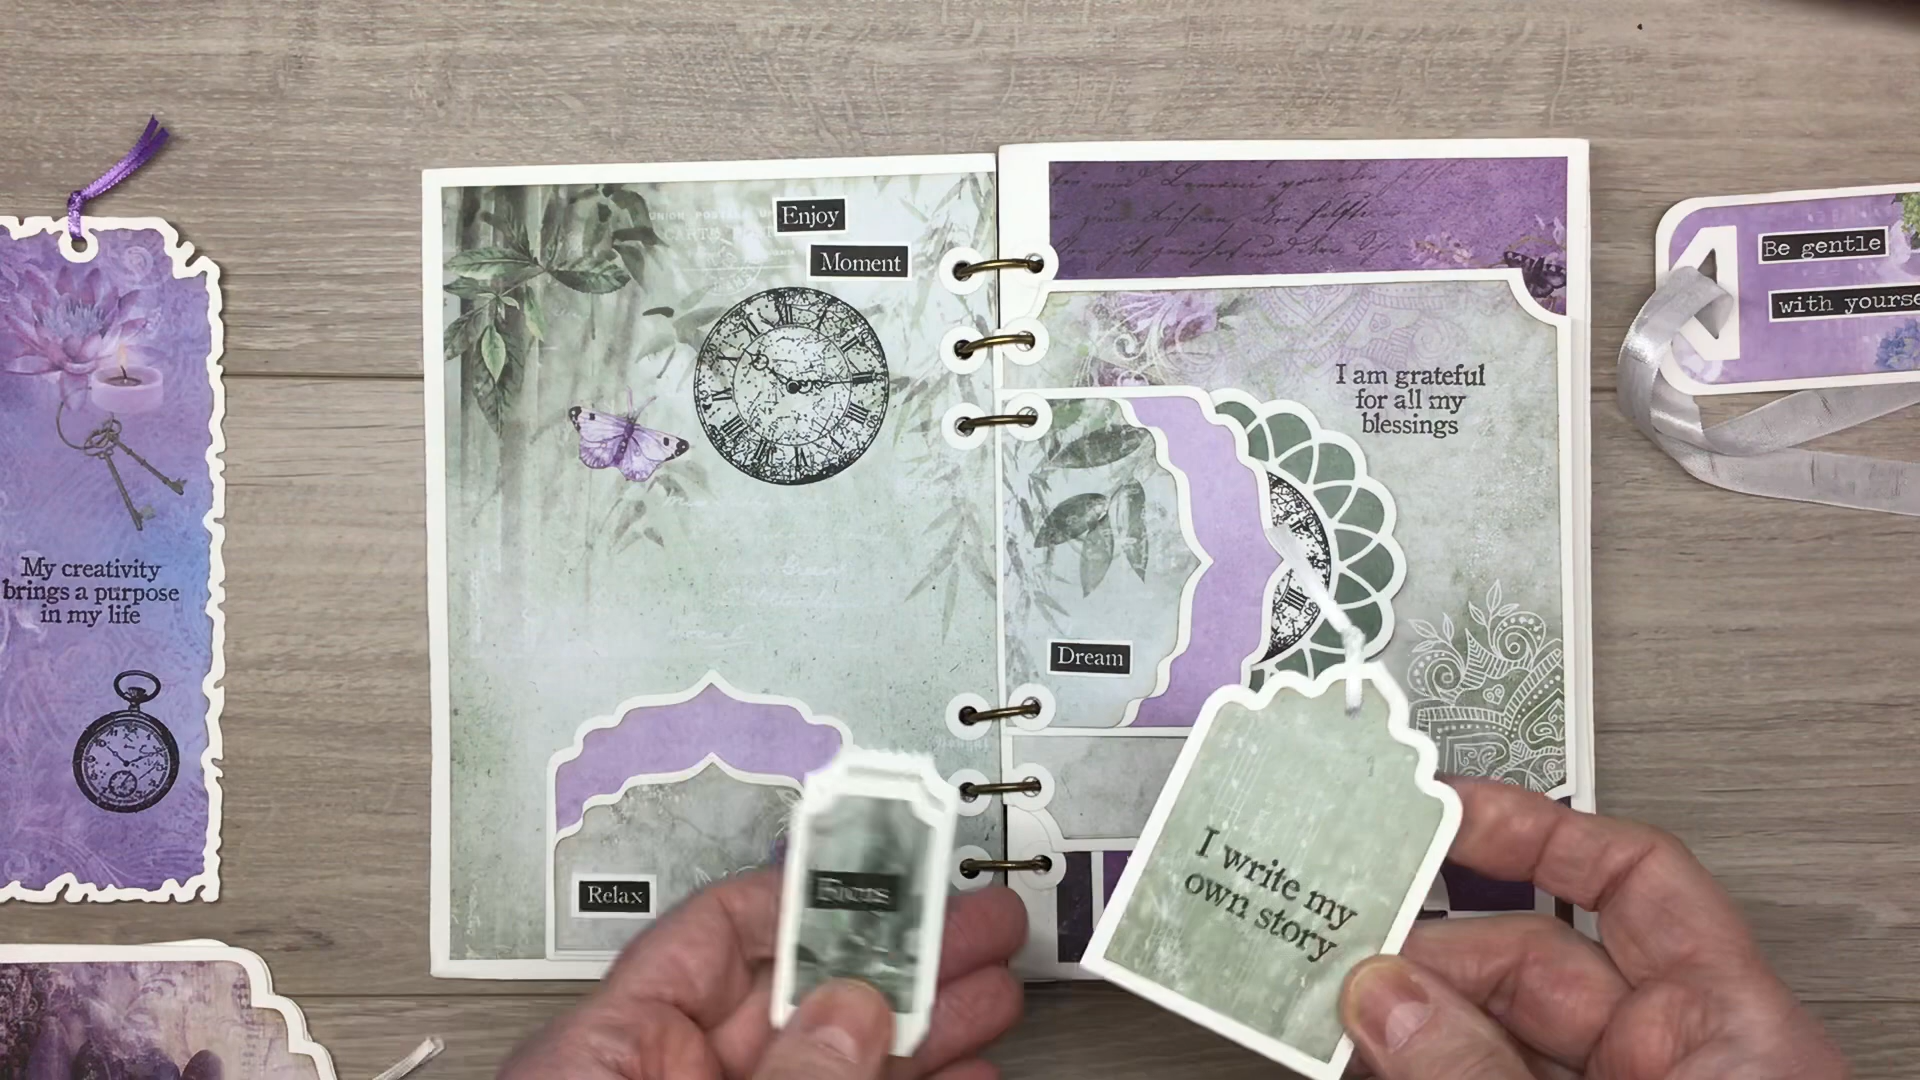 Enjoy
Moment
Be gentle
with yourse
I am grateful
for all my
blessings
My creativity
brings a purpose
in my life
Dream
Relax
Focus
I write my
own story